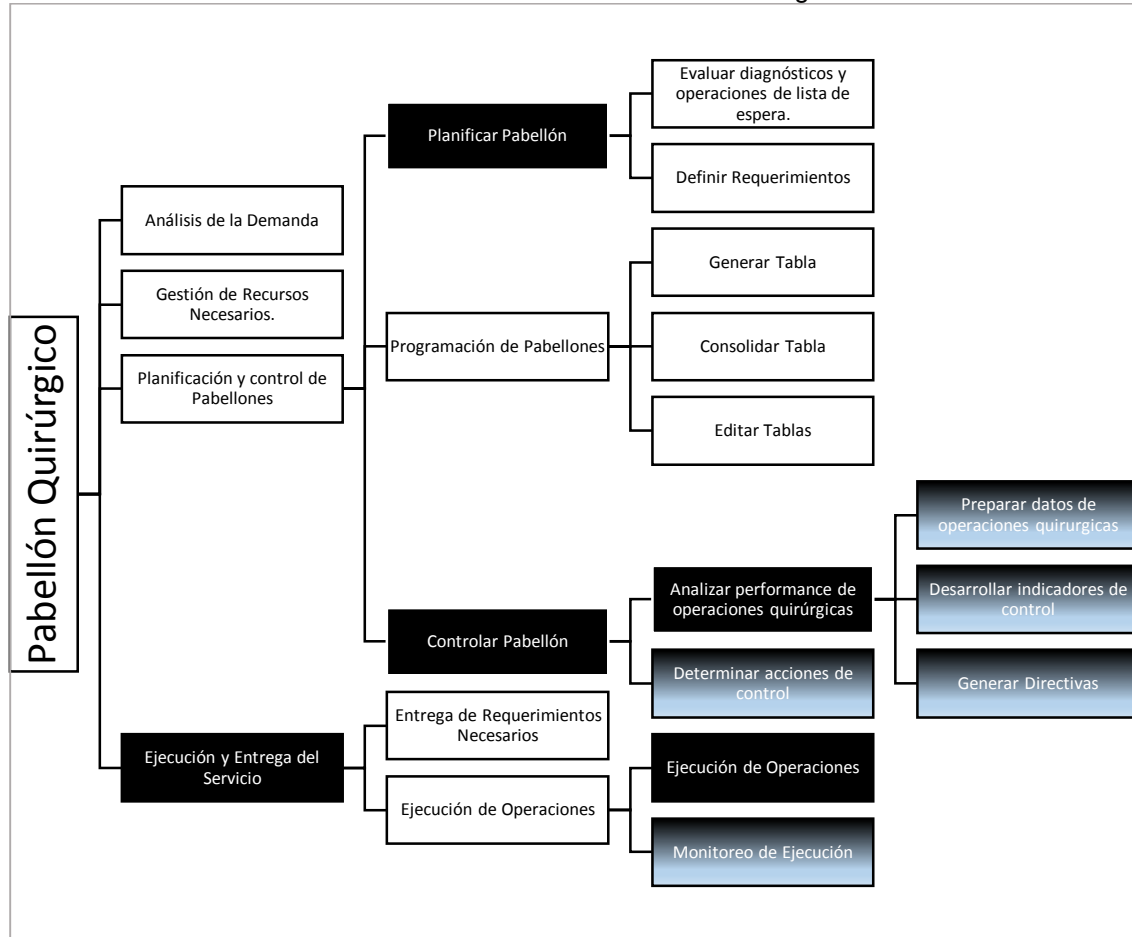 Pabellón Quirúrgico
Análisis de la Demanda
Gestión de Recursos
Necesarios.
Planificación y control de
Pabellones
Planificar Pabellón
Evaluar diagnósticos y
operaciones de lista de
espera.
Definir Requerimientos
Programación de Pabellones
Generar Tabla
Consolidar Tabla
Editar Tablas
Controlar Pabellón
Analizar performance de
operaciones quirúrgicas
Preparar datos de
operaciones quirurgicas
Desarrollar indicadores de
control
Generar Directivas
Determinar acciones de
control
Ejecución y Entrega del
Servicio
Entrega de Requerimientos
Necesarios
Ejecución de Operaciones
Ejecución de Operaciones
Monitoreo de Ejecución